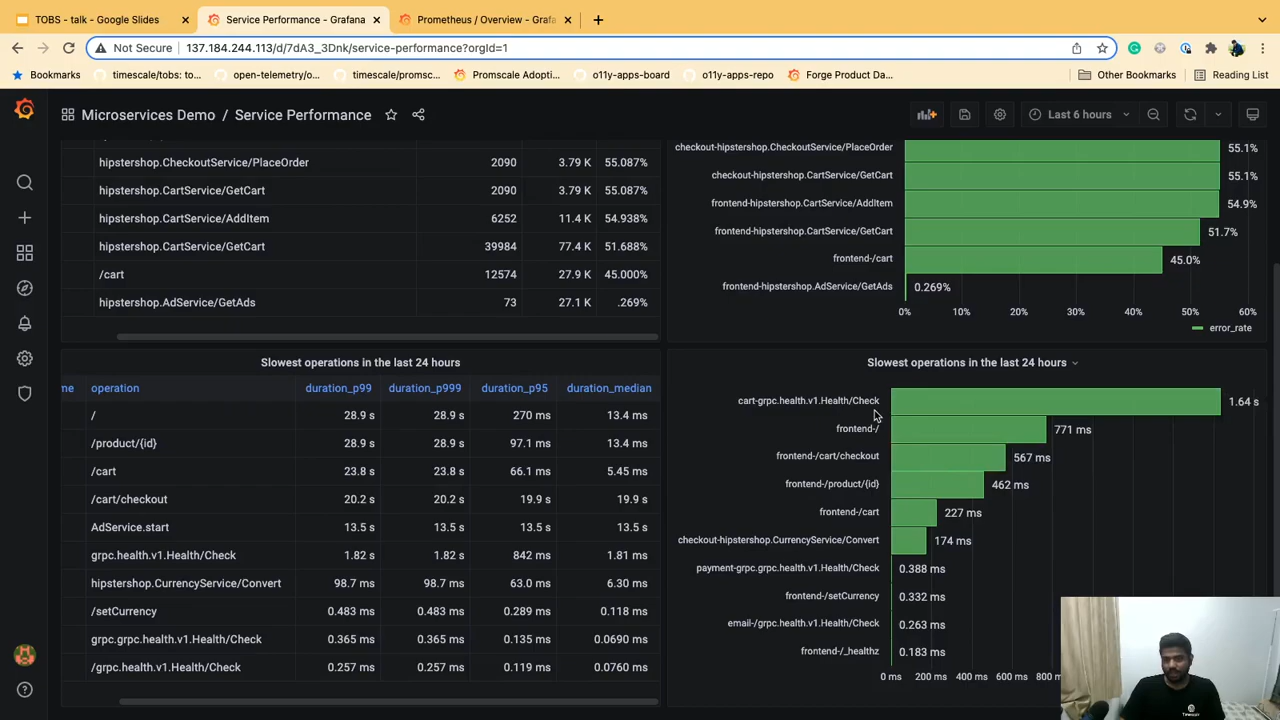 TOBS - talk - Google Slides
Service Performance - Grafana
Prometheus / Overview - Grafa
Not Secure
137.184.244.113/d/7dA3_3Dnk/service-performance?orgId=1
Bookmarks
timescale/tobs: to...
open-telemetry/o...
timescale/promsc...
Promscale Adopti...
o11y-apps-board
o11y-apps-repo
Forge Product Da...
Other Bookmarks
Reading List
Microservices Demo / Service Performance
Last 6 hours
hipstershop.CheckoutService/PlaceOrder 2090 3.79 K 55.087%
hipstershop.CartService/GetCart 2090 3.79 K 55.087%
hipstershop.CartService/AddItem 6252 11.4 K 54.938%
hipstershop.CartService/GetCart 39984 77.4 K 51.688%
/cart 12574 27.9 K 45.000%
hipstershop.AdService/GetAds 73 27.1 K .269%
checkout-hipstershop.CheckoutService/PlaceOrder 55.1%
checkout-hipstershop.CartService/GetCart 55.1%
frontend-hipstershop.CartService/AddItem 54.9%
frontend-hipstershop.CartService/GetCart 51.7%
frontend-/cart 45.0%
frontend-hipstershop.AdService/GetAds 0.269%
0% 10% 20% 30% 40% 50% 60%
error_rate
Slowest operations in the last 24 hours
me operation duration_p99 duration_p999 duration_p95 duration_median
/ 28.9 s 28.9 s 270 ms 13.4 ms
/product/{id} 28.9 s 28.9 s 97.1 ms 13.4 ms
/cart 23.8 s 23.8 s 66.1 ms 5.45 ms
/cart/checkout 20.2 s 20.2 s 19.9 s 19.9 s
AdService.start 13.5 s 13.5 s 13.5 s 13.5 s
grpc.health.v1.Health/Check 1.82 s 1.82 s 842 ms 1.81 ms
hipstershop.CurrencyService/Convert 98.7 ms 98.7 ms 63.0 ms 6.30 ms
/setCurrency 0.483 ms 0.483 ms 0.289 ms 0.118 ms
grpc.grpc.health.v1.Health/Check 0.365 ms 0.365 ms 0.135 ms 0.0690 ms
/grpc.health.v1.Health/Check 0.257 ms 0.257 ms 0.119 ms 0.0760 ms
Slowest operations in the last 24 hours
cart-grpc.health.v1.Health/Check 1.64 s
frontend-/ 771 ms
frontend-/cart/checkout 567 ms
frontend-/product/{id} 462 ms
frontend-/cart 227 ms
checkout-hipstershop.CurrencyService/Convert 174 ms
payment-grpc.grpc.health.v1.Health/Check 0.388 ms
frontend-/setCurrency 0.332 ms
email-/grpc.health.v1.Health/Check 0.263 ms
frontend-/_healthz 0.183 ms
0 ms 200 ms 400 ms 600 ms 800 m